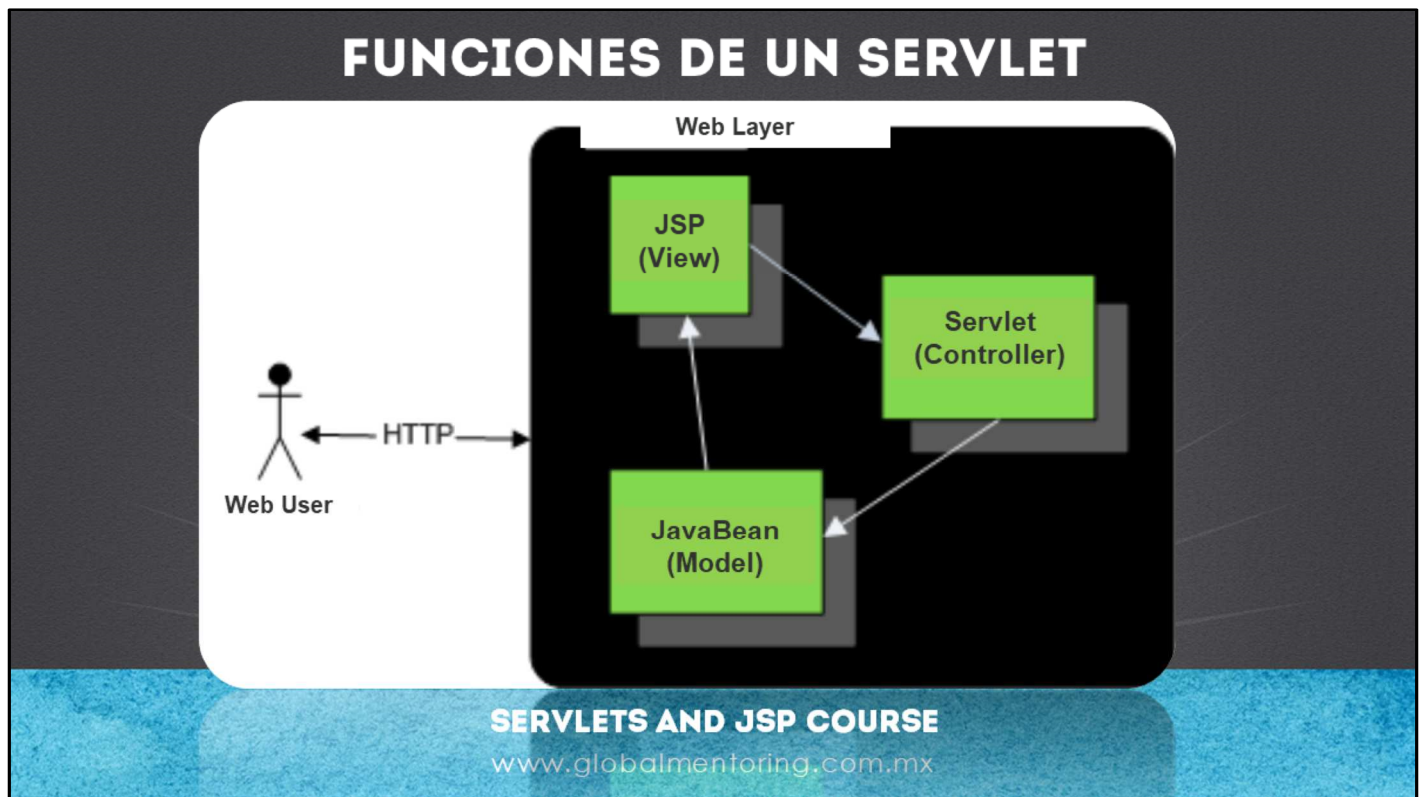 FUNCIONES DE UN SERVLET
Web Layer
JSP
(View)
Servlet
(Controller)
HTTP
Web User
JavaBean
(Model)
SERVLETS AND JSP COURSE
www.globalmentoring.com.mx